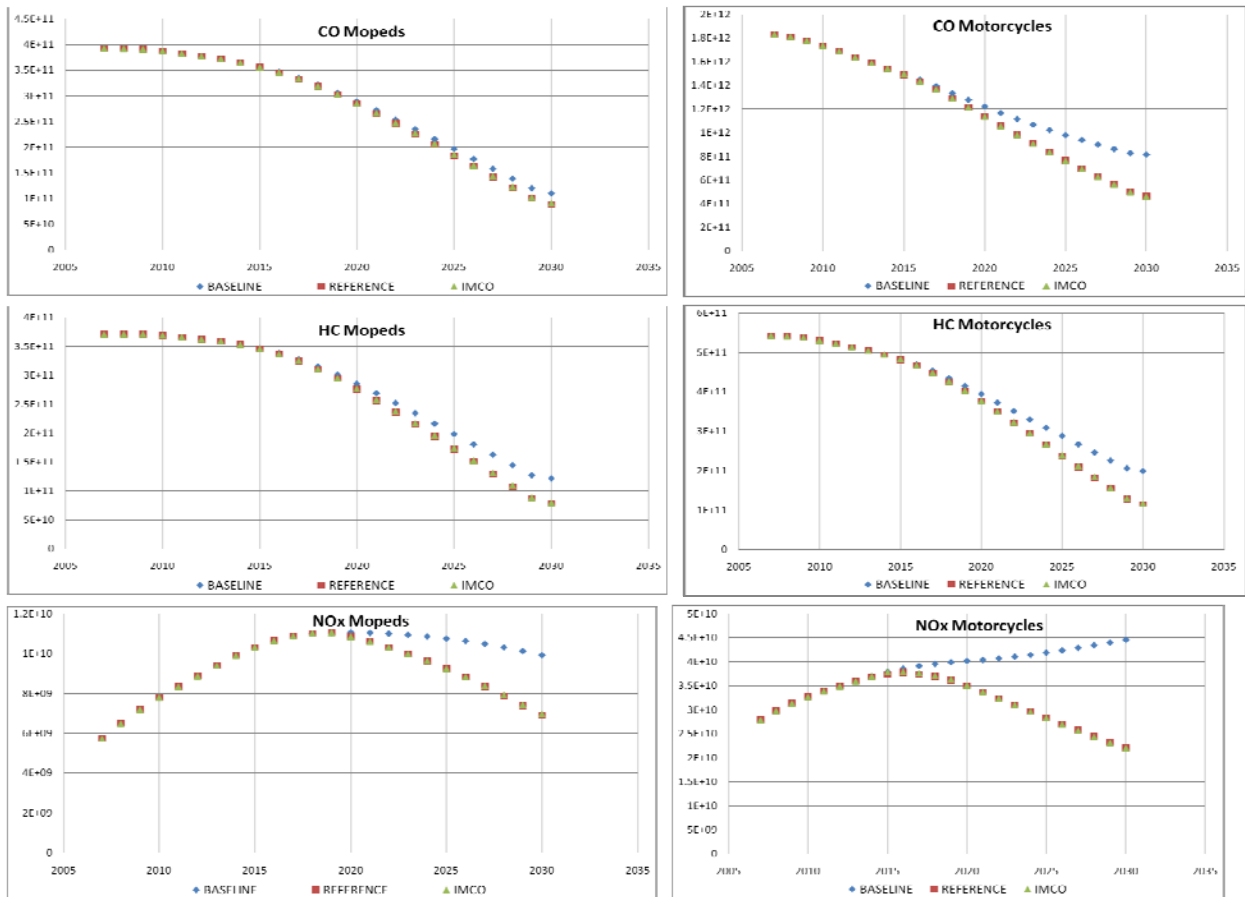 CO Mopeds
4.5E+11
4E+11
3.5E+11
3E+11
2.5E+11
2E+11
1.5E+11
1E+11
5E+10
0
2005 2010 2015 2020 2025 2030 2035
BASELINE REFERENCE IMCO
CO Motorcycles
2E+12
1.8E+12
1.6E+12
1.4E+12
1.2E+12
1E+12
8E+11
6E+11
4E+11
2E+11
0
2005 2010 2015 2020 2025 2030 2035
BASELINE REFERENCE IMCO
HC Mopeds
4E+11
3.5E+11
3E+11
2.5E+11
2E+11
1.5E+11
1E+11
5E+10
0
2005 2010 2015 2020 2025 2030 2035
BASELINE REFERENCE IMCO
HC Motorcycles
6E+11
5E+11
4E+11
3E+11
2E+11
1E+11
0
2005 2010 2015 2020 2025 2030 2035
BASELINE REFERENCE IMCO
NOx Mopeds
1.2E+10
1E+10
8E+09
6E+09
4E+09
2E+09
0
2005 2010 2015 2020 2025 2030 2035
BASELINE REFERENCE IMCO
NOx Motorcycles
5E+10
4.5E+10
4E+10
3.5E+10
3E+10
2.5E+10
2E+10
1.5E+10
1E+10
5E+09
0
2005 2010 2015 2020 2025 2030 2035
BASELINE REFERENCE IMCO